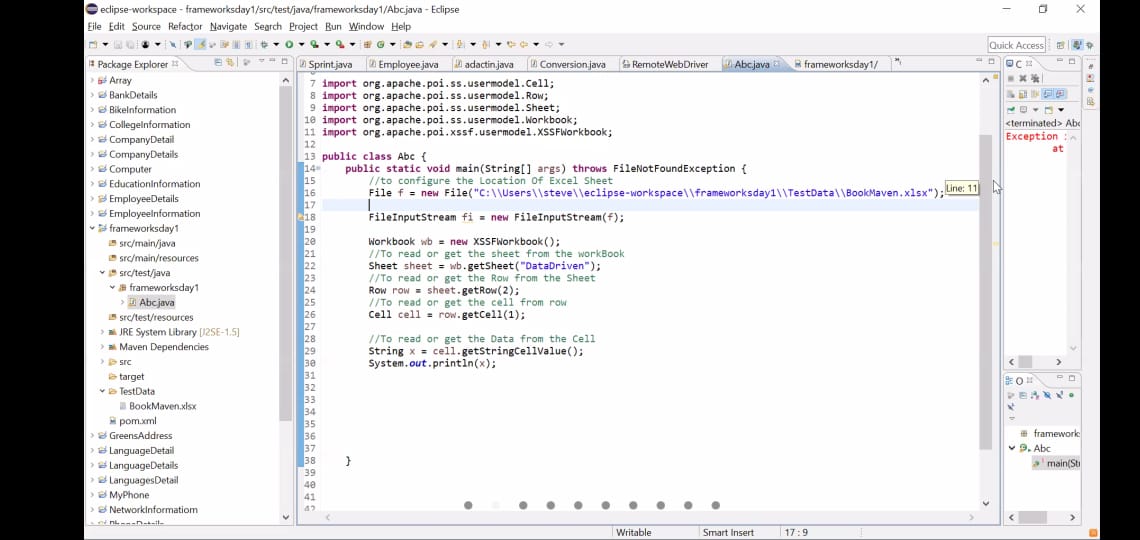 eclipse-workspace - frameworksday1/src/test/java/frameworksday1/Abc.java - Eclipse
File Edit Source Refactor Navigate Search Project Run Window Help
Quick Access
Package Explorer
Array
BankDetails
BikeInformation
CollegeInformation
CompanyDetail
CompanyDetails
Computer
EducationInformation
EmployeeDetails
EmployeeInformation
frameworksday1
src/main/java
src/main/resources
src/test/java
frameworksday1
Abc.java
src/test/resources
JRE System Library [J2SE-1.5]
Maven Dependencies
src
target
TestData
BookMaven.xlsx
pom.xml
GreensAddress
LanguageDetail
LanguageDetails
LanguagesDetail
MyPhone
NetworkInformatiom
Sprint.java Employee.java adactin.java Conversion.java RemoteWebDriver Abc.java frameworksday1/
7 import org.apache.poi.ss.usermodel.Cell;
8 import org.apache.poi.ss.usermodel.Row;
9 import org.apache.poi.ss.usermodel.Sheet;
10 import org.apache.poi.ss.usermodel.Workbook;
11 import org.apache.poi.xssf.usermodel.XSSFWorkbook;
12
13 public class Abc {
14 public static void main(String[] args) throws FileNotFoundException {
15 //to configure the Location Of Excel Sheet
16 File f = new File("C:\\Users\\steve\\eclipse-workspace\\frameworksday1\\TestData\\BookMaven.xlsx");
17
18 FileInputStream fi = new FileInputStream(f);
19
20 Workbook wb = new XSSFWorkbook();
21 //To read or get the sheet from the workBook
22 Sheet sheet = wb.getSheet("DataDriven");
23 //To read or get the Row from the Sheet
24 Row row = sheet.getRow(2);
25 //To read or get the cell from row
26 Cell cell = row.getCell(1);
27
28 //To read or get the Data from the Cell
29 String x = cell.getStringCellValue();
30 System.out.println(x);
31
32
33
34
35
36
37
38 }
39
40
41
Line: 11
C
<terminated> Abc
Exception :
at
O
framework
Abc
main(Stri
Writable Smart Insert 17 : 9